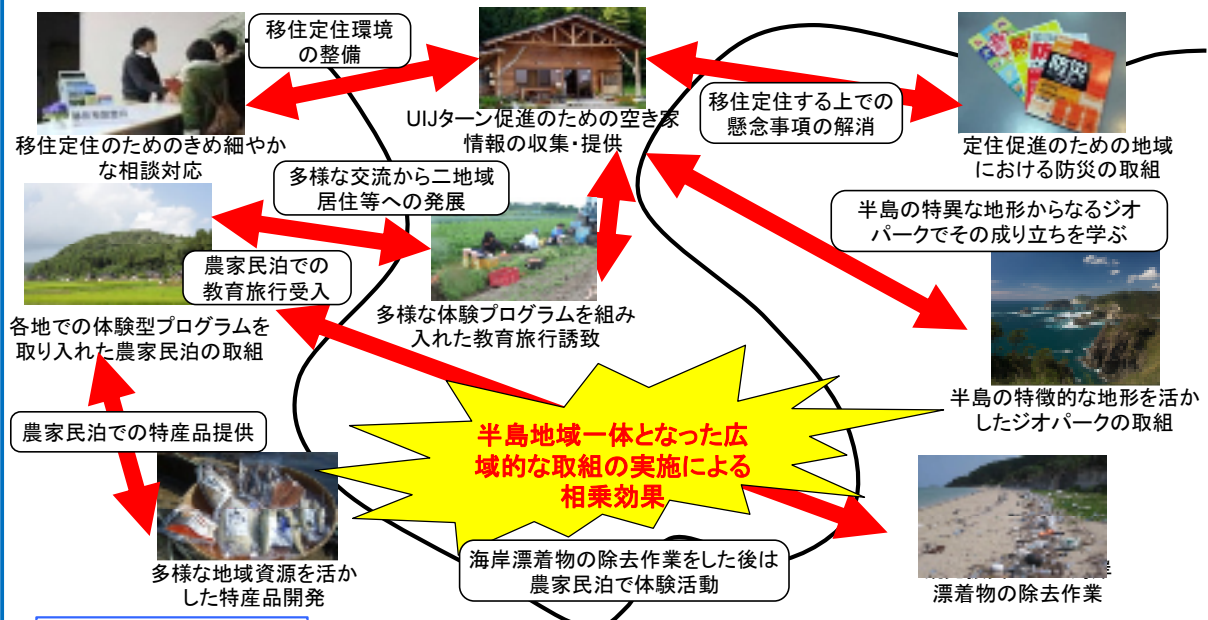 移住定住環境
の整備
移住定住のためのきめ細やか
な相談対応
UIJターン促進のための空き家
情報の収集・提供
移住定住する上での
懸念事項の解消
防災
定住促進のための地域
における防災の取組
多様な交流から二地域
居住等への発展
半島の特異な地形からなるジオ
パークでその成り立ちを学ぶ
農家民泊での
教育旅行受入
各地での体験型プログラムを
取り入れた農家民泊の取組
多様な体験プログラムを組み
入れた教育旅行誘致
半島の特徴的な地形を活か
したジオパークの取組
農家民泊での特産品提供
半島地域一体となった広
域的な取組の実施による
相乗効果
多様な地域資源を活か
した特産品開発
海岸漂着物の除去作業をした後は
農家民泊で体験活動
岸
漂着物の除去作業